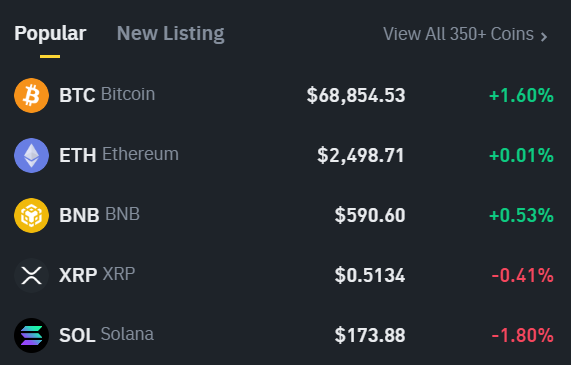 Popular New Listing View All 350+ Coins >
BTC Bitcoin $68,854.53 +1.60%
ETH Ethereum $2,498.71 +0.01%
BNB BNB $590.60 +0.53%
XRP XRP $0.5134 -0.41%
SOL Solana $173.88 -1.80%